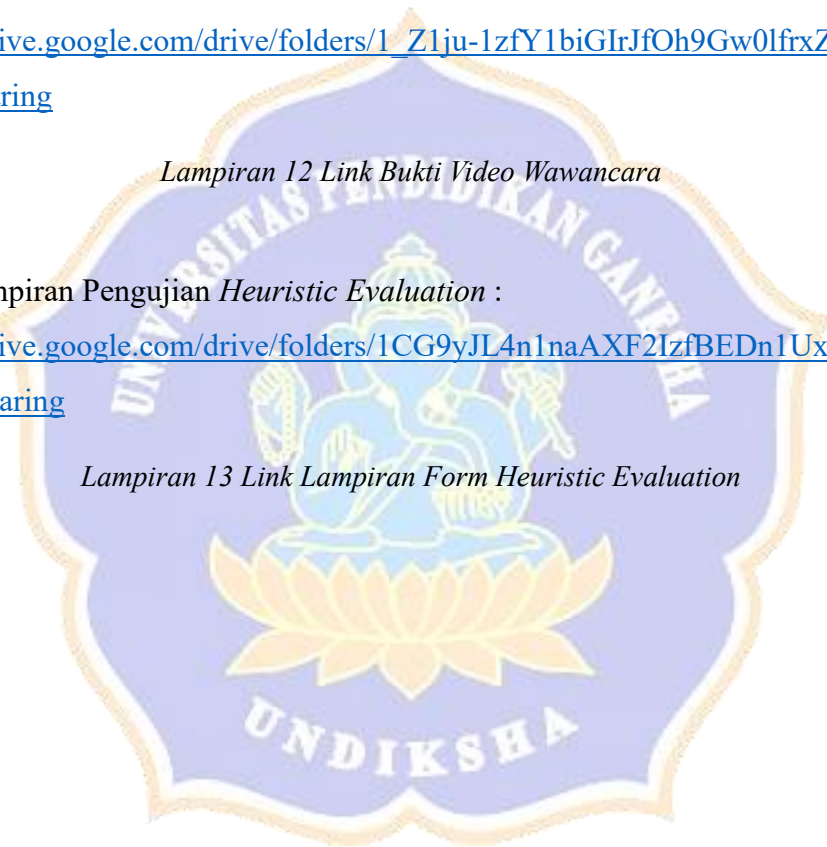 ive.google.com/drive/folders/1_Z1ju-1zfY1biGIrJfOh9Gw0lfrxZ
ring
Lampiran 12 Link Bukti Video Wawancara
UNIVERSITAS PENDIDIKAN GANESHA
mpiran Pengujian Heuristic Evaluation :
ive.google.com/drive/folders/1CG9yJL4n1naAXF2IzfBEDn1Ux
aring
Lampiran 13 Link Lampiran Form Heuristic Evaluation
UNDIKSHA